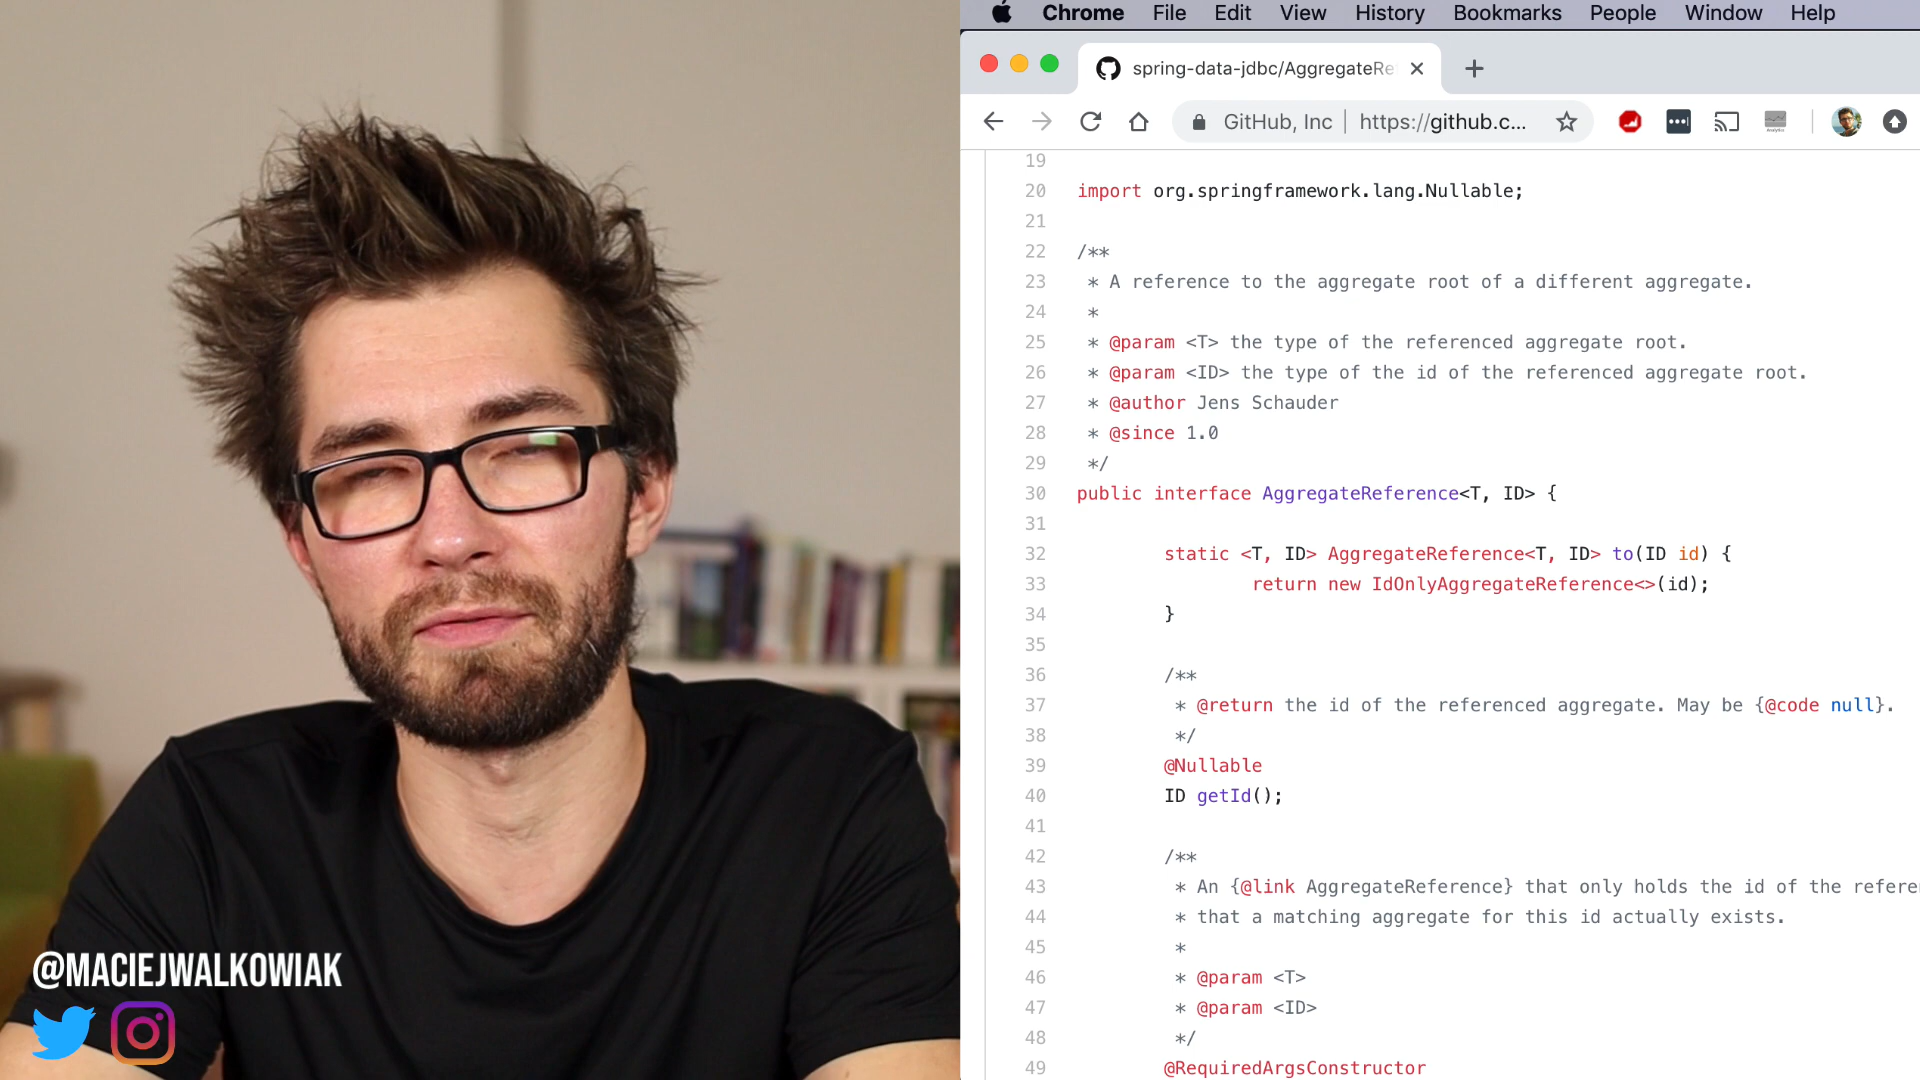 Chrome File Edit View History Bookmarks People Window Help
spring-data-jdbc/AggregateRe
GitHub, Inc | https://github.c...
19
20 import org.springframework.lang.Nullable;
21
22 /**
23 * A reference to the aggregate root of a different aggregate.
24 *
25 * @param <T> the type of the referenced aggregate root.
26 * @param <ID> the type of the id of the referenced aggregate root.
27 * @author Jens Schauder
28 * @since 1.0
29 */
30 public interface AggregateReference<T, ID> {
31
32 static <T, ID> AggregateReference<T, ID> to(ID id) {
33 return new IdOnlyAggregateReference<>(id);
34 }
35
36 /**
37 * @return the id of the referenced aggregate. May be {@code null}.
38 */
39 @Nullable
40 ID getId();
41
42 /**
43 * An {@link AggregateReference} that only holds the id of the refere
44 * that a matching aggregate for this id actually exists.
45 *
46 * @param <T>
47 * @param <ID>
48 */
49 @RequiredArgsConstructor
@MACIEJWALKOWIAK